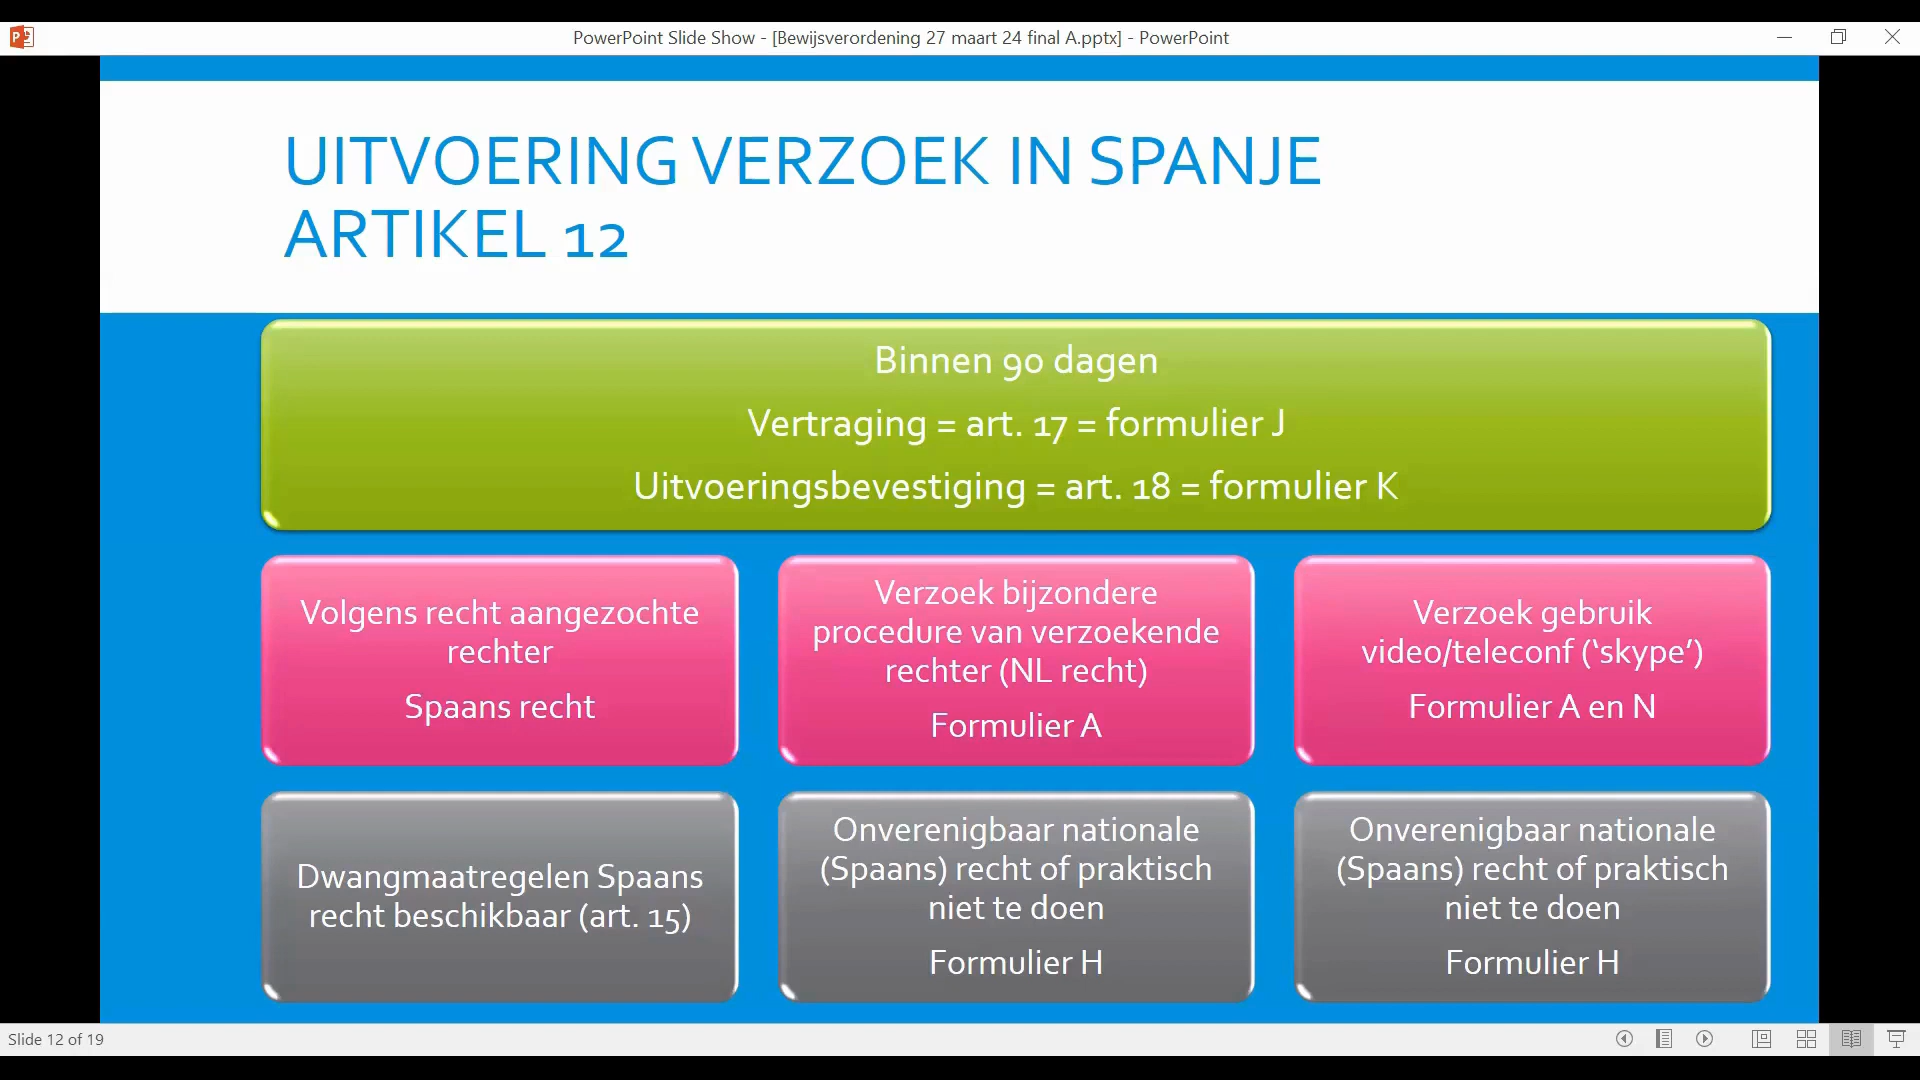 PowerPoint Slide Show - [Bewijsverordening 27 maart 24 final A.pptx] - PowerPoint
UITVOERING VERZOEK IN SPANJE
ARTIKEL 12
Binnen 90 dagen
Vertraging = art. 17 = formulier J
Uitvoeringsbevestiging = art. 18 = formulier K
Volgens recht aangezochte
rechter
Spaans recht
Verzoek bijzondere
procedure van verzoekende
rechter (NL recht)
Formulier A
Verzoek gebruik
video/teleconf (‘skype’)
Formulier A en N
Dwangmaatregelen Spaans
recht beschikbaar (art. 15)
Onverenigbaar nationale
(Spaans) recht of praktisch
niet te doen
Formulier H
Onverenigbaar nationale
(Spaans) recht of praktisch
niet te doen
Formulier H
Slide 12 of 19